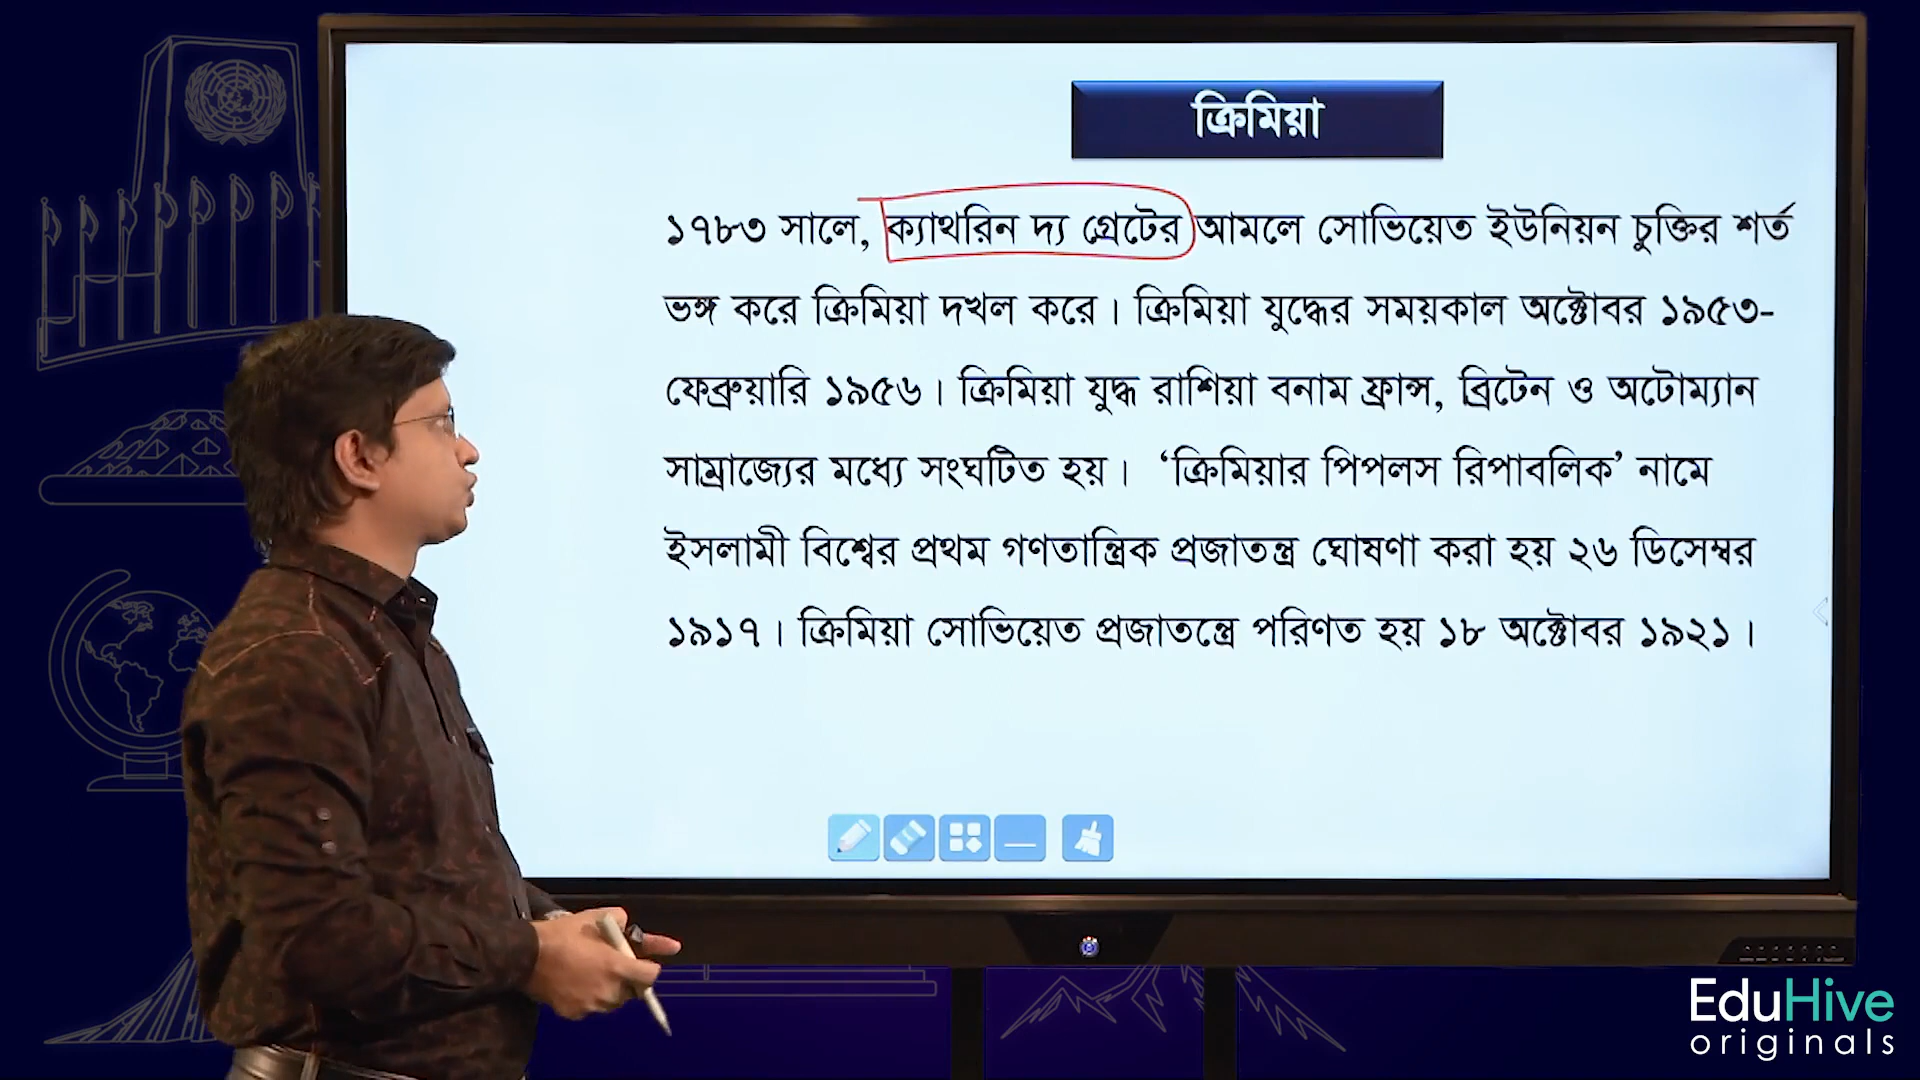 ক্রিমিয়া
১৭৮৩ সালে, ক্যাথরিন দ্য গ্রেটের আমলে সোভিয়েত ইউনিয়ন চুক্তির শর্ত
ভঙ্গ করে ক্রিমিয়া দখল করে। ক্রিমিয়া যুদ্ধের সময়কাল অক্টোবর ১৯৫৩-
ফেব্রুয়ারি ১৯৫৬। ক্রিমিয়া যুদ্ধ রাশিয়া বনাম ফ্রান্স, ব্রিটেন ও অটোম্যান
সাম্রাজ্যের মধ্যে সংঘটিত হয়। ‘ক্রিমিয়ার পিপলস রিপাবলিক’ নামে
ইসলামী বিশ্বের প্রথম গণতান্ত্রিক প্রজাতন্ত্র ঘোষণা করা হয় ২৬ ডিসেম্বর
১৯১৭। ক্রিমিয়া সোভিয়েত প্রজাতন্ত্রে পরিণত হয় ১৮ অক্টোবর ১৯২১।
EduHive
originals